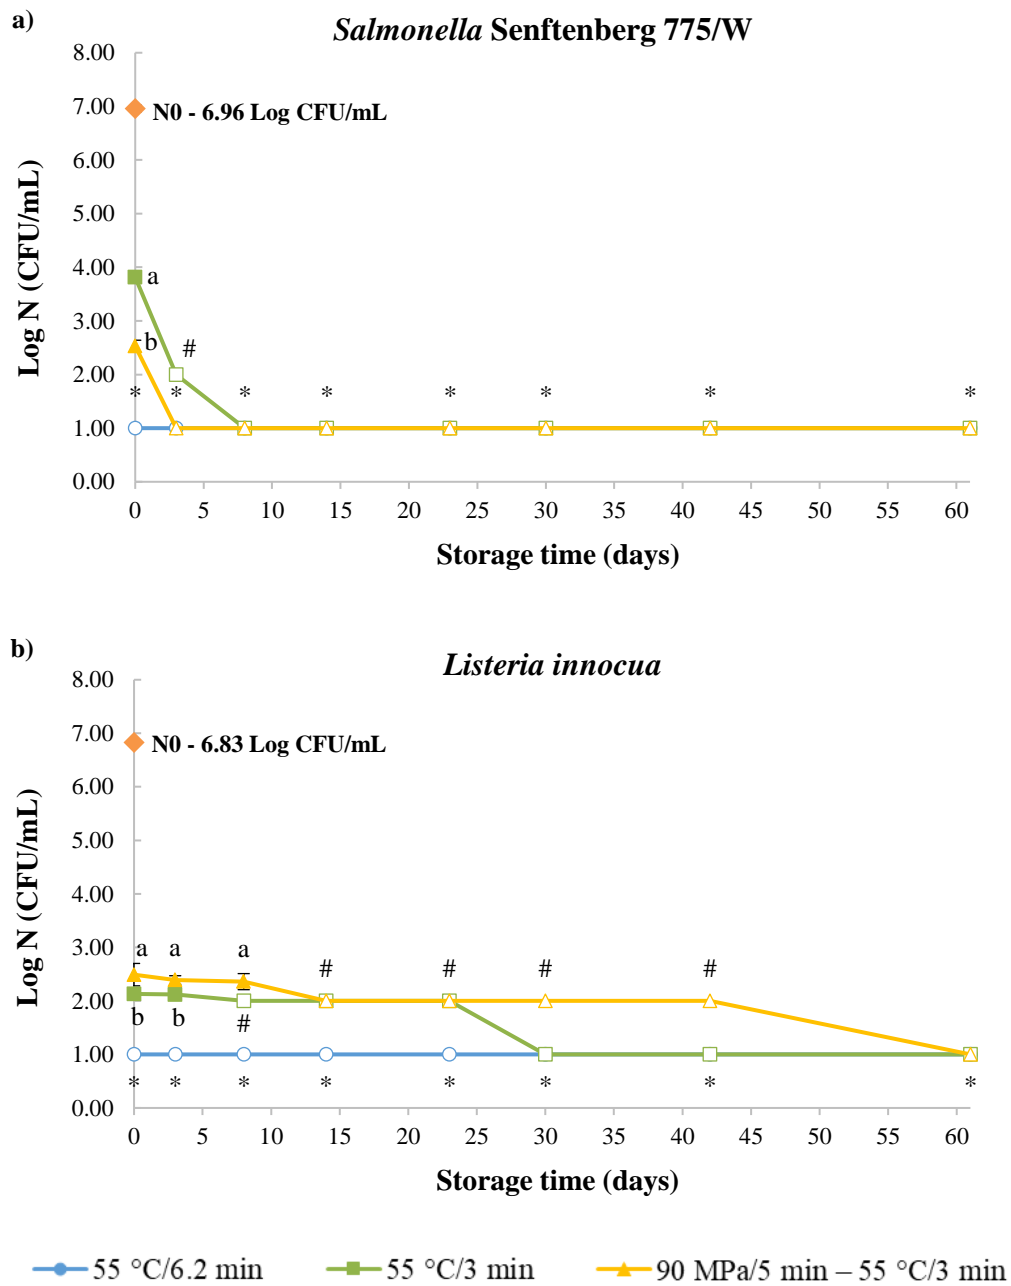 a)
Salmonella Senftenberg 775/W
8.00
7.00
6.00
5.00
4.00
3.00
2.00
1.00
0.00
Log N (CFU/mL)
N0 - 6.96 Log CFU/mL
a
b
#
* * * * * * * *
0 5 10 15 20 25 30 35 40 45 50 55 60
Storage time (days)
b)
Listeria innocua
8.00
7.00
6.00
5.00
4.00
3.00
2.00
1.00
0.00
Log N (CFU/mL)
N0 - 6.83 Log CFU/mL
a a a # # # #
b b #
* * * * * * * *
0 5 10 15 20 25 30 35 40 45 50 55 60
Storage time (days)
55 °C/6.2 min 55 °C/3 min 90 MPa/5 min – 55 °C/3 min